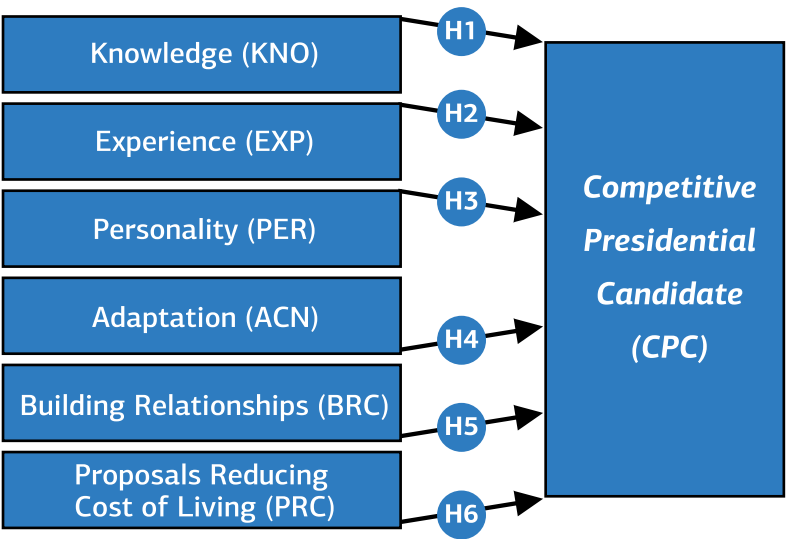 Knowledge (KNO)
H1
Experience (EXP)
H2
Personality (PER)
H3
Adaptation (ACN)
H4
Building Relationships (BRC)
H5
Proposals Reducing
Cost of Living (PRC)
H6
Competitive
Presidential
Candidate
(CPC)